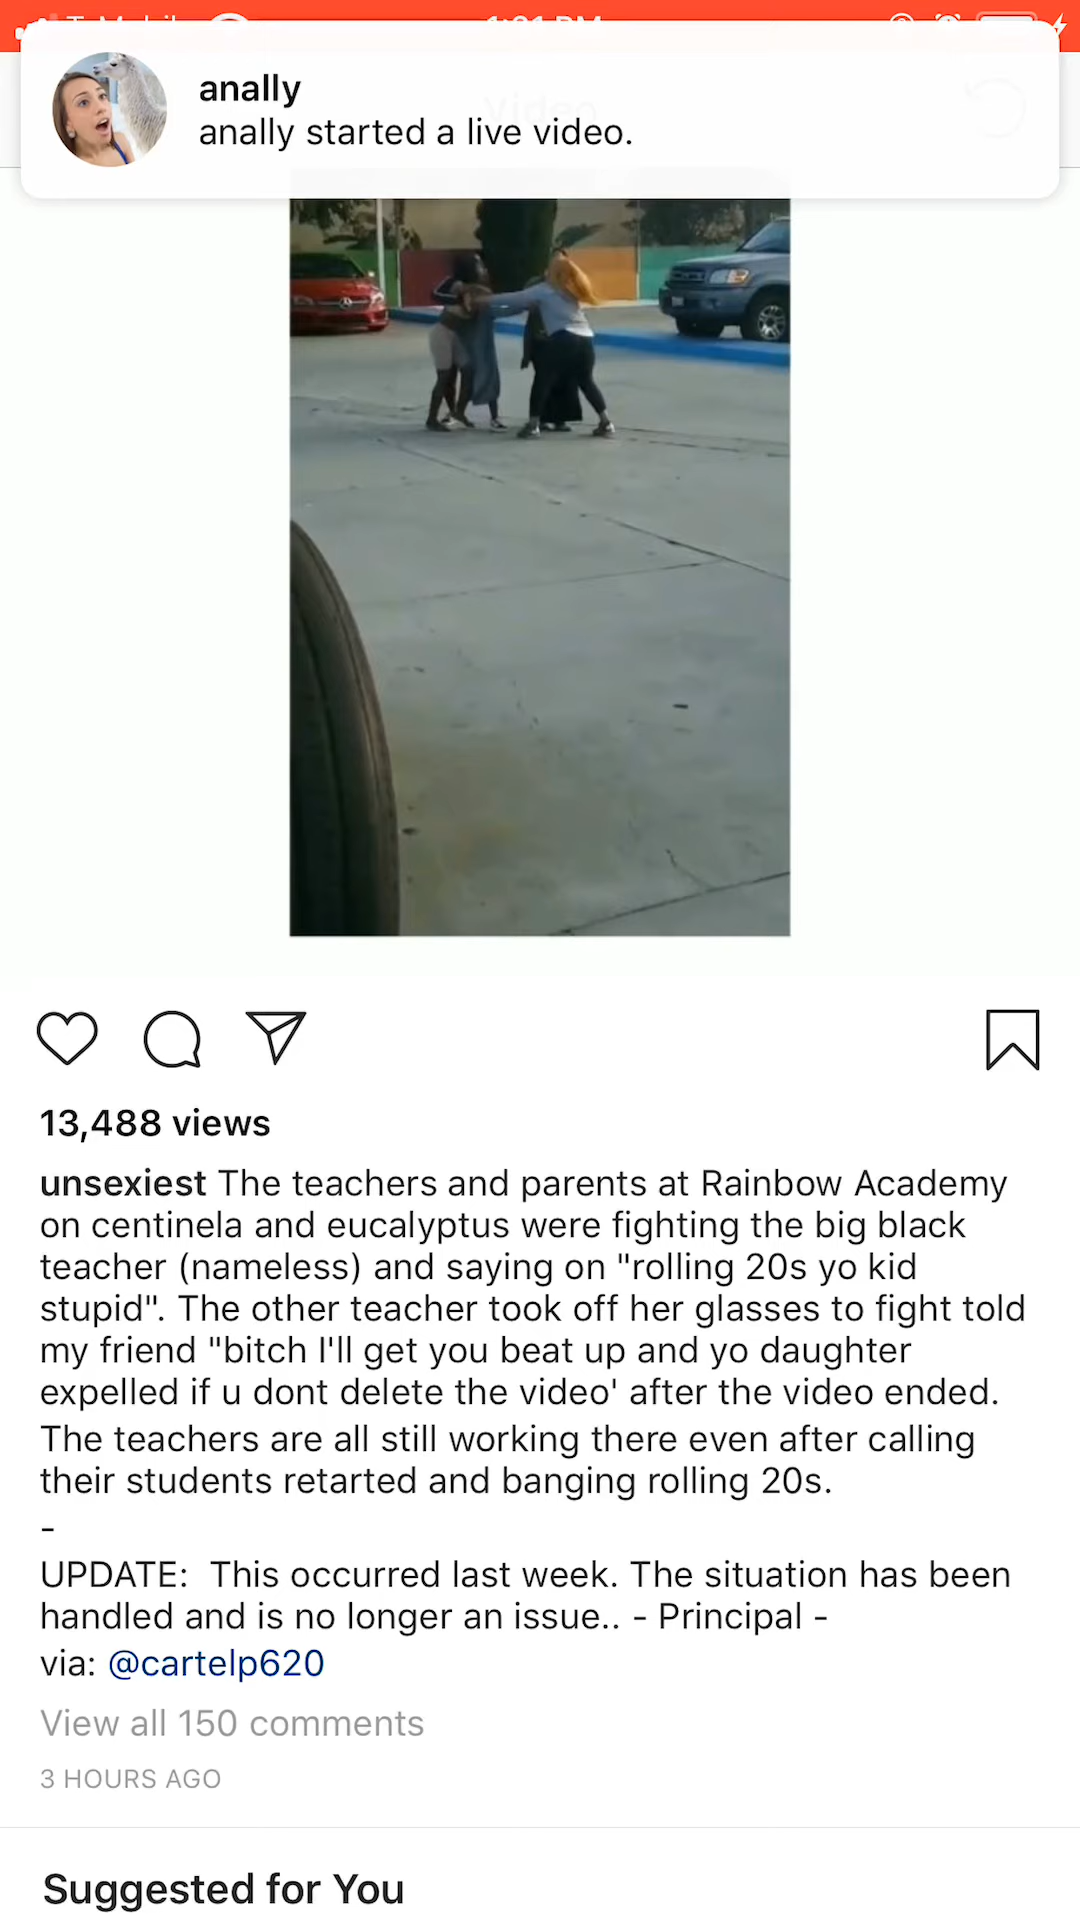 anally
anally started a live video.
Video
13,488 views
unsexiest The teachers and parents at Rainbow Academy
on centinela and eucalyptus were fighting the big black
teacher (nameless) and saying on "rolling 20s yo kid
stupid". The other teacher took off her glasses to fight told
my friend "bitch I'll get you beat up and yo daughter
expelled if u dont delete the video' after the video ended.
The teachers are all still working there even after calling
their students retarted and banging rolling 20s.
-
UPDATE:  This occurred last week. The situation has been
handled and is no longer an issue.. - Principal -
via: @cartelp620
View all 150 comments
3 HOURS AGO
Suggested for You